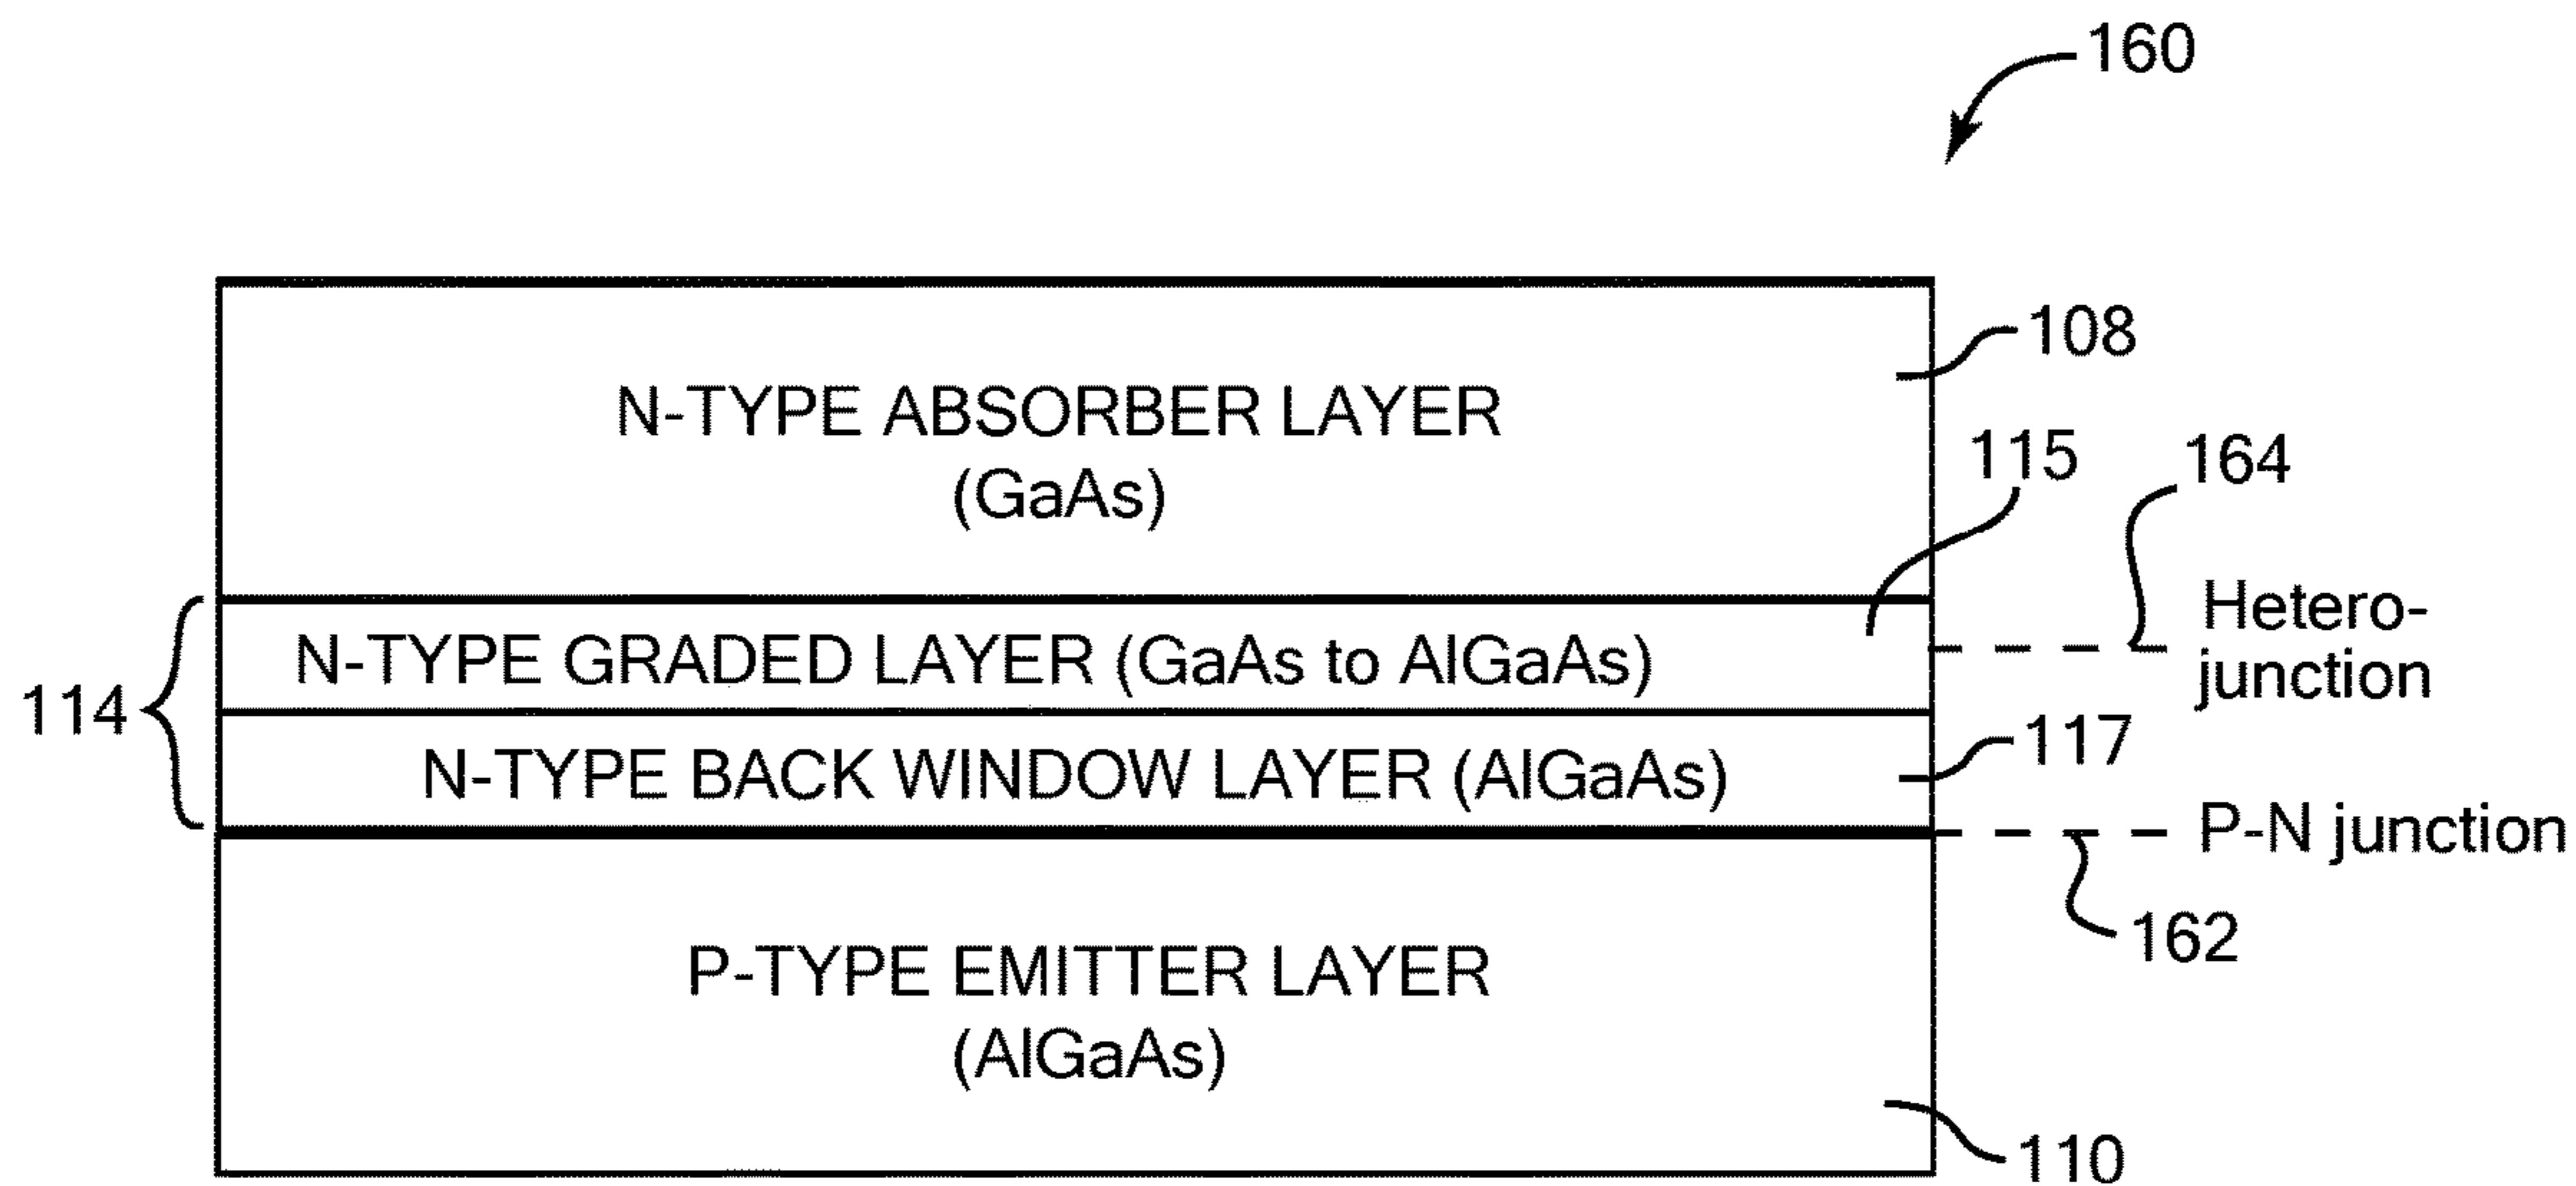 160
108
N-TYPE ABSORBER LAYER
(GaAs)
115
164
Hetero-
junction
N-TYPE GRADED LAYER (GaAs to AlGaAs)
114
117
N-TYPE BACK WINDOW LAYER (AlGaAs)
P-N junction
162
P-TYPE EMITTER LAYER
(AlGaAs)
110